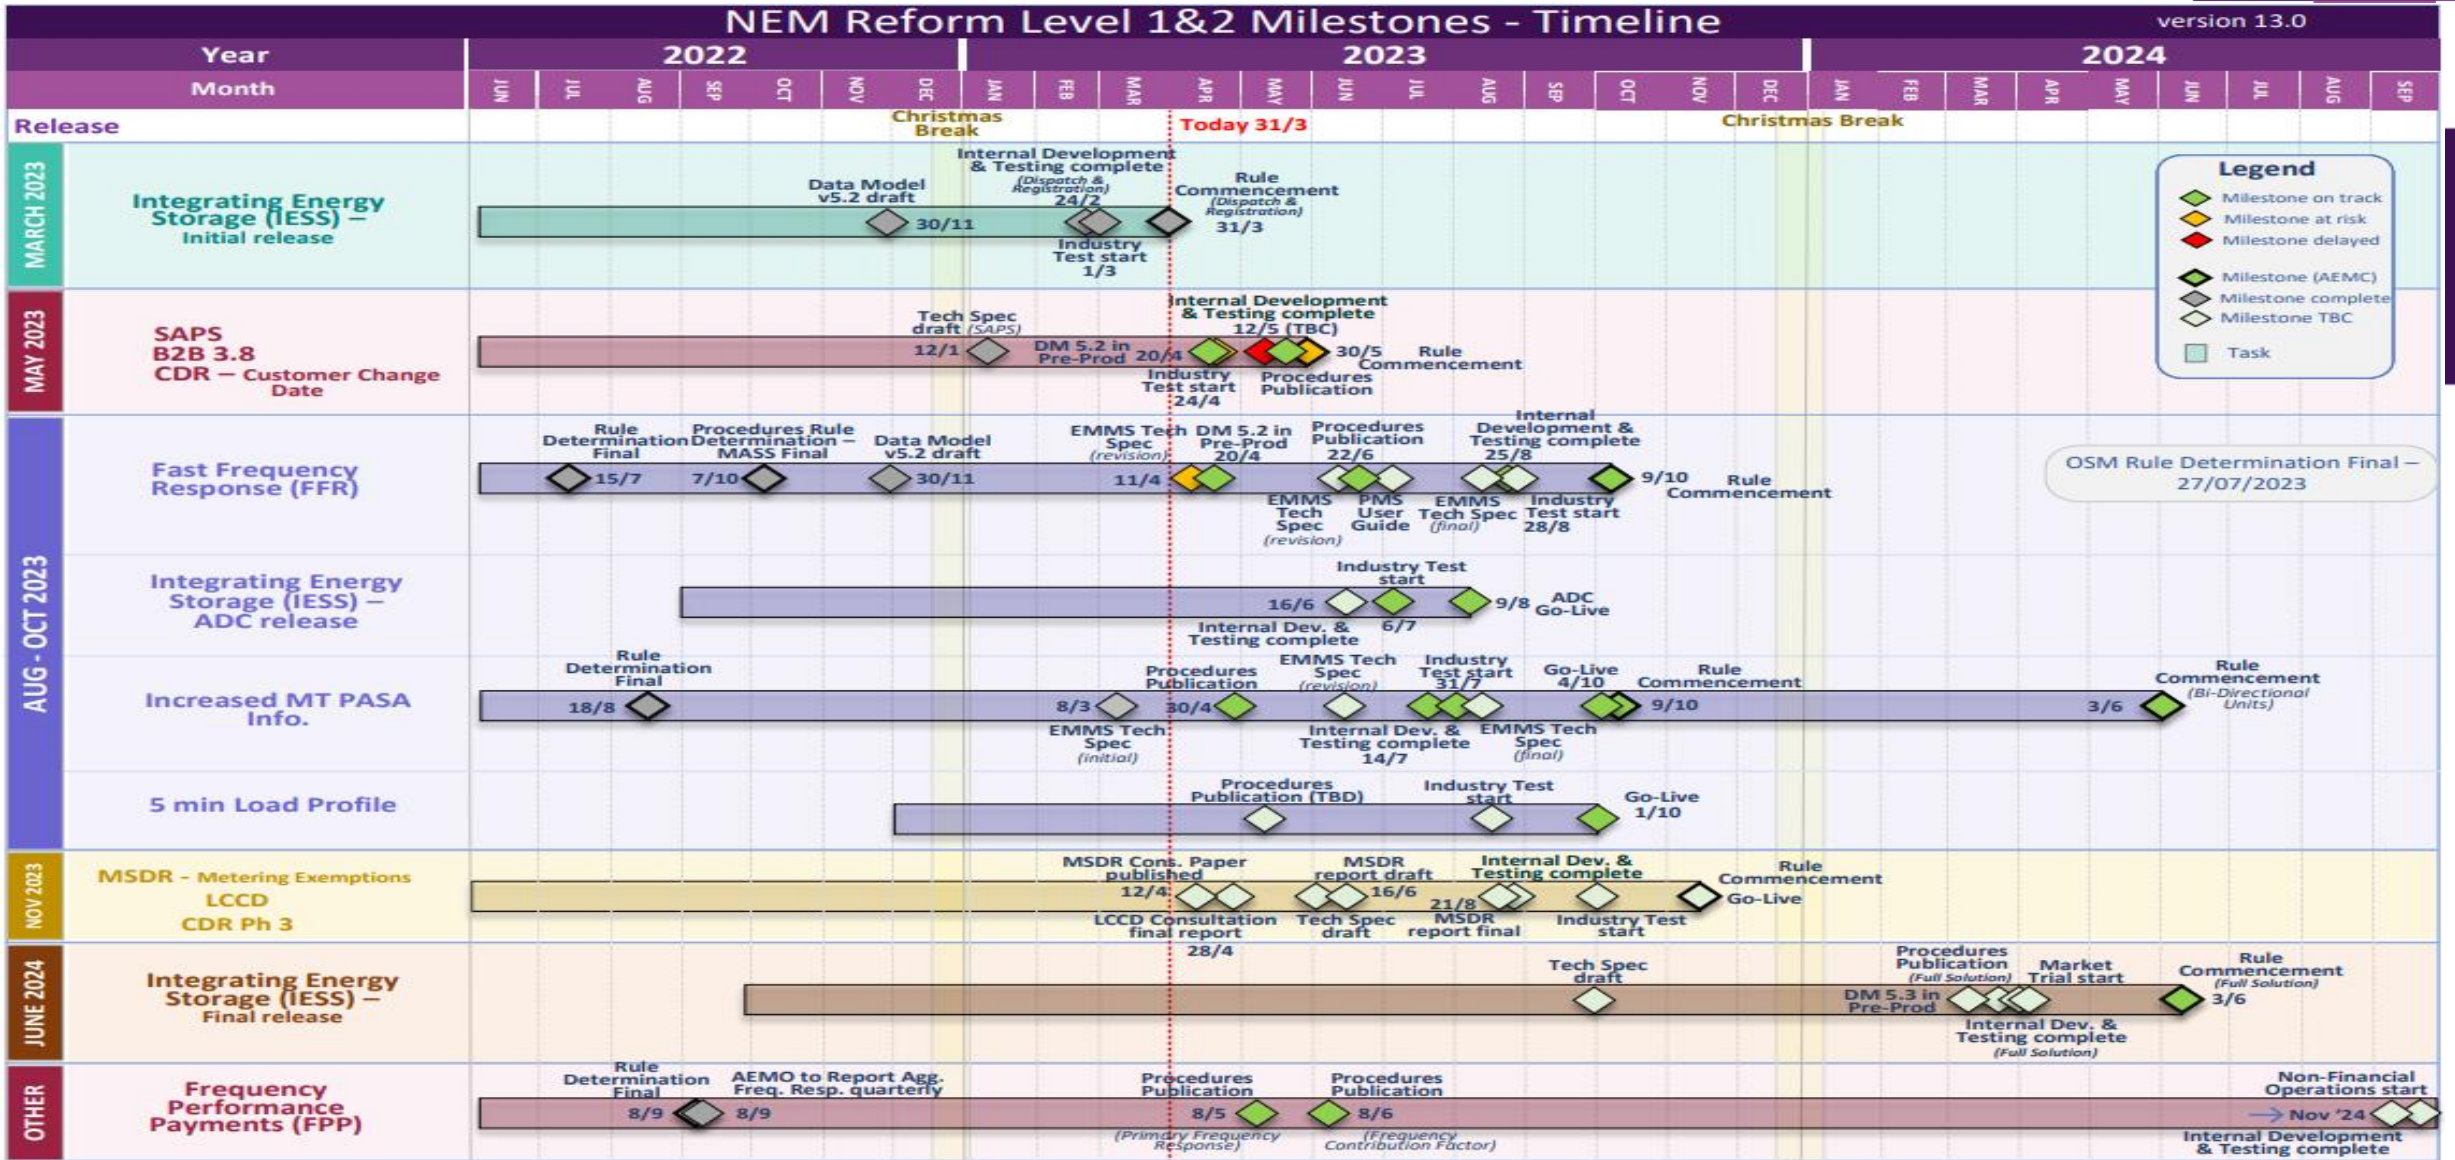 NEM Reform Level 1&2 Milestones - Timeline
version 13.0
Year
2022
2023
2024
Month
JUN
JUL
AUG
SEP
OCT
NOV
DEC
JAN
FEB
MAR
APR
MAY
JUN
JUL
AUG
SEP
OCT
NOV
DEC
JAN
FEB
MAR
APR
MAY
JUN
JUL
AUG
SEP
Release
Christmas
Break
Today 31/3
Christmas Break
MARCH 2023
Integrating Energy
Storage (IESS) –
Initial release
Data Model
v5.2 draft
30/11
Internal Development
& Testing complete
(Dispatch &
Registration)
24/2
Industry
Test start
1/3
Rule
Commencement
(Dispatch &
Registration)
31/3
Legend
Milestone on track
Milestone at risk
Milestone delayed
Milestone (AEMC)
Milestone complete
Milestone TBC
Task
MAY 2023
SAPS
B2B 3.8
CDR – Customer Change
Date
Tech Spec
draft (SAPS)
12/1
DM 5.2 in
Pre-Prod 20/4
Industry
Test start
24/4
Internal Development
& Testing complete
12/5 (TBC)
Procedures
Publication
30/5
Rule
Commencement
AUG - OCT 2023
Fast Frequency
Response (FFR)
Rule
Determination
Final
15/7
Procedures Rule
Determination –
MASS Final
7/10
Data Model
v5.2 draft
30/11
EMMS Tech
Spec
(revision)
11/4
DM 5.2 in
Pre-Prod
20/4
EMMS
Tech
Spec
(revision)
Procedures
Publication
22/6
PMS
User
Guide
EMMS
Tech Spec
(final)
Internal
Development &
Testing complete
25/8
Industry
Test start
28/8
9/10
Rule
Commencement
OSM Rule Determination Final –
27/07/2023
Integrating Energy
Storage (IESS) –
ADC release
16/6
Internal Dev. &
Testing complete
Industry Test
start
6/7
9/8
ADC
Go-Live
Increased MT PASA
Info.
Rule
Determination
Final
18/8
8/3
EMMS Tech
Spec
(initial)
Procedures
Publication
30/4
EMMS Tech
Spec
(revision)
Internal Dev. &
Testing complete
14/7
Industry
Test start
31/7
EMMS Tech
Spec
(final)
Go-Live
4/10
Rule
Commencement
9/10
3/6
Rule
Commencement
(Bi-Directional
Units)
5 min Load Profile
Procedures
Publication (TBD)
Industry Test
start
Go-Live
1/10
NOV 2023
MSDR - Metering Exemptions
LCCD
CDR Ph 3
MSDR Cons. Paper
published
12/4
LCCD Consultation
final report
28/4
Tech Spec
draft
MSDR
report draft
16/6
21/8
MSDR
report final
Internal Dev. &
Testing complete
Industry Test
start
Rule
Commencement
Go-Live
JUNE 2024
Integrating Energy
Storage (IESS) –
Final release
Tech Spec
draft
DM 5.3 in
Pre-Prod
Procedures
Publication
(Full Solution)
Market
Trial start
Internal Dev. &
Testing complete
(Full Solution)
Rule
Commencement
(Full Solution)
3/6
OTHER
Frequency
Performance
Payments (FPP)
Rule
Determination
Final
8/9
AEMO to Report Agg.
Freq. Resp. quarterly
8/9
Procedures
Publication
8/5
(Primary Frequency
Response)
Procedures
Publication
8/6
(Frequency
Contribution Factor)
Non-Financial
Operations start
Nov '24
Internal Development
& Testing complete